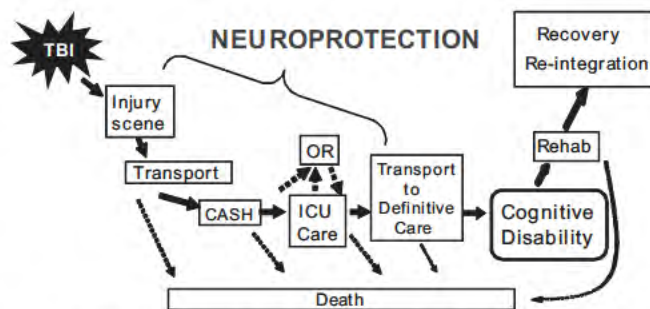 TBI
NEUROPROTECTION
Recovery
Re-integration
Injury
scene
Transport
OR
CASH
ICU
Care
Transport
to
Definitive
Care
Rehab
Cognitive
Disability
Death